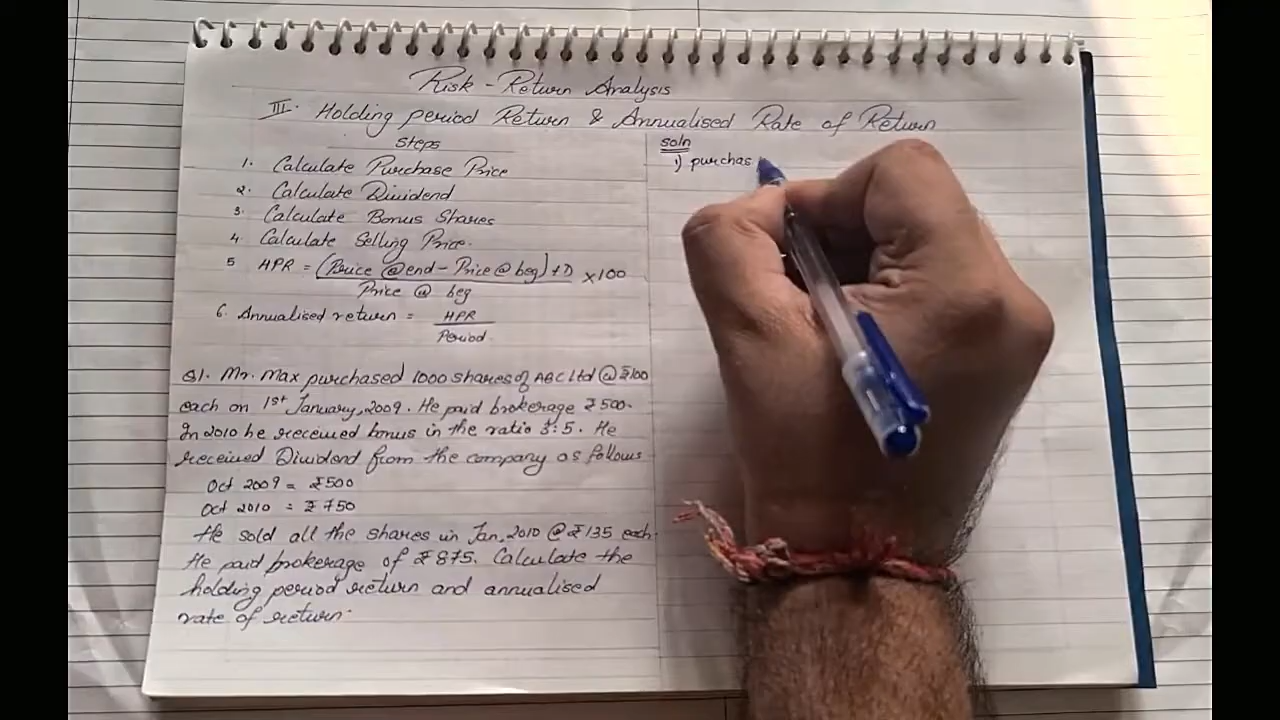 Risk-Return Analysis
III. Holding period Return & Annualised Rate of Return
Steps
1. Calculate Purchase Price
2. Calculate Dividend
3. Calculate Bonus Shares
4. Calculate Selling Price.
5 HPR = (Price @ end - Price @ beg) + D × 100
Price @ beg
6. Annualised return = HPR
Period.
Q1. Mr. Max purchased 1000 shares of ABC Ltd @ ₹100
each on 1st January, 2009. He paid brokerage ₹500.
In 2010 he received bonus in the ratio 3:5. He
received Dividend from the company as follows
Oct 2009 = ₹500
Oct 2010 = ₹750
He sold all the shares in Jan, 2010 @ ₹135 each.
He paid brokerage of ₹875. Calculate the
holding period return and annualised
rate of return.
Soln
1) purchas